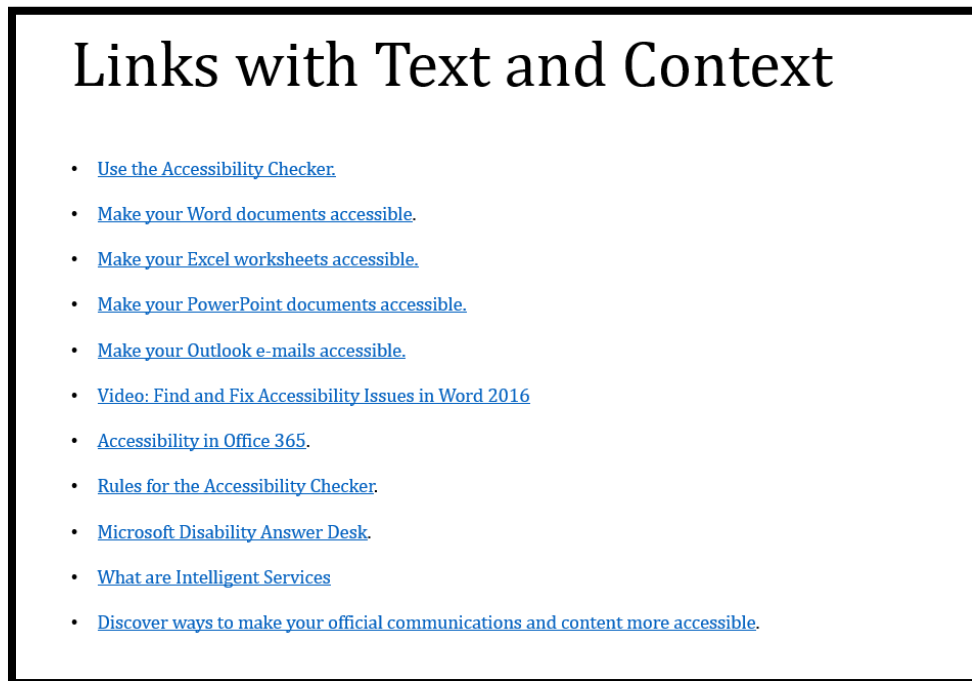 Links with Text and Context
• Use the Accessibility Checker.
• Make your Word documents accessible.
• Make your Excel worksheets accessible.
• Make your PowerPoint documents accessible.
• Make your Outlook e-mails accessible.
• Video: Find and Fix Accessibility Issues in Word 2016
• Accessibility in Office 365.
• Rules for the Accessibility Checker.
• Microsoft Disability Answer Desk.
• What are Intelligent Services
• Discover ways to make your official communications and content more accessible.